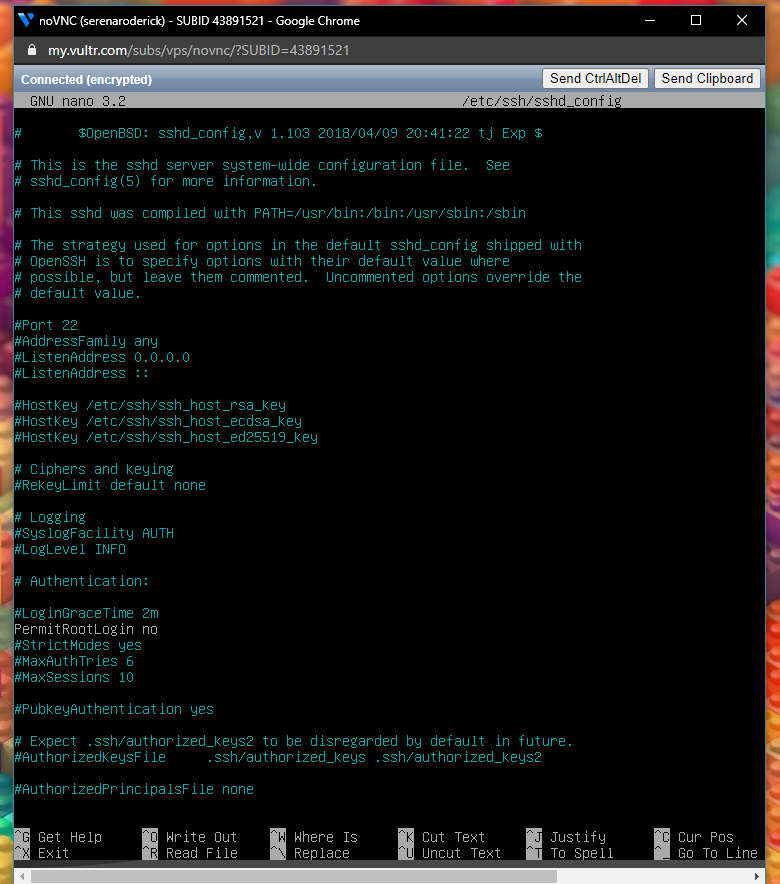 noVNC (serenaroderick) - SUBID 43891521 - Google Chrome
my.vultr.com/subs/vps/novnc/?SUBID=43891521
Connected (encrypted) Send CtrlAltDel Send Clipboard
GNU nano 3.2 /etc/ssh/sshd_config
# $OpenBSD: sshd_config,v 1.103 2018/04/09 20:41:22 tj Exp $
# This is the sshd server system-wide configuration file. See
# sshd_config(5) for more information.
# This sshd was compiled with PATH=/usr/bin:/bin:/usr/sbin:/sbin
# The strategy used for options in the default sshd_config shipped with
# OpenSSH is to specify options with their default value where
# possible, but leave them commented. Uncommented options override the
# default value.
#Port 22
#AddressFamily any
#ListenAddress 0.0.0.0
#ListenAddress ::
#HostKey /etc/ssh/ssh_host_rsa_key
#HostKey /etc/ssh/ssh_host_ecdsa_key
#HostKey /etc/ssh/ssh_host_ed25519_key
# Ciphers and keying
#RekeyLimit default none
# Logging
#SyslogFacility AUTH
#LogLevel INFO
# Authentication:
#LoginGraceTime 2m
PermitRootLogin no
#StrictModes yes
#MaxAuthTries 6
#MaxSessions 10
#PubkeyAuthentication yes
# Expect .ssh/authorized_keys2 to be disregarded by default in future.
#AuthorizedKeysFile .ssh/authorized_keys .ssh/authorized_keys2
#AuthorizedPrincipalsFile none
^G Get Help ^O Write Out ^W Where Is ^K Cut Text ^J Justify ^C Cur Pos
^X Exit ^R Read File ^\ Replace ^U Uncut Text ^T To Spell ^_ Go To Line